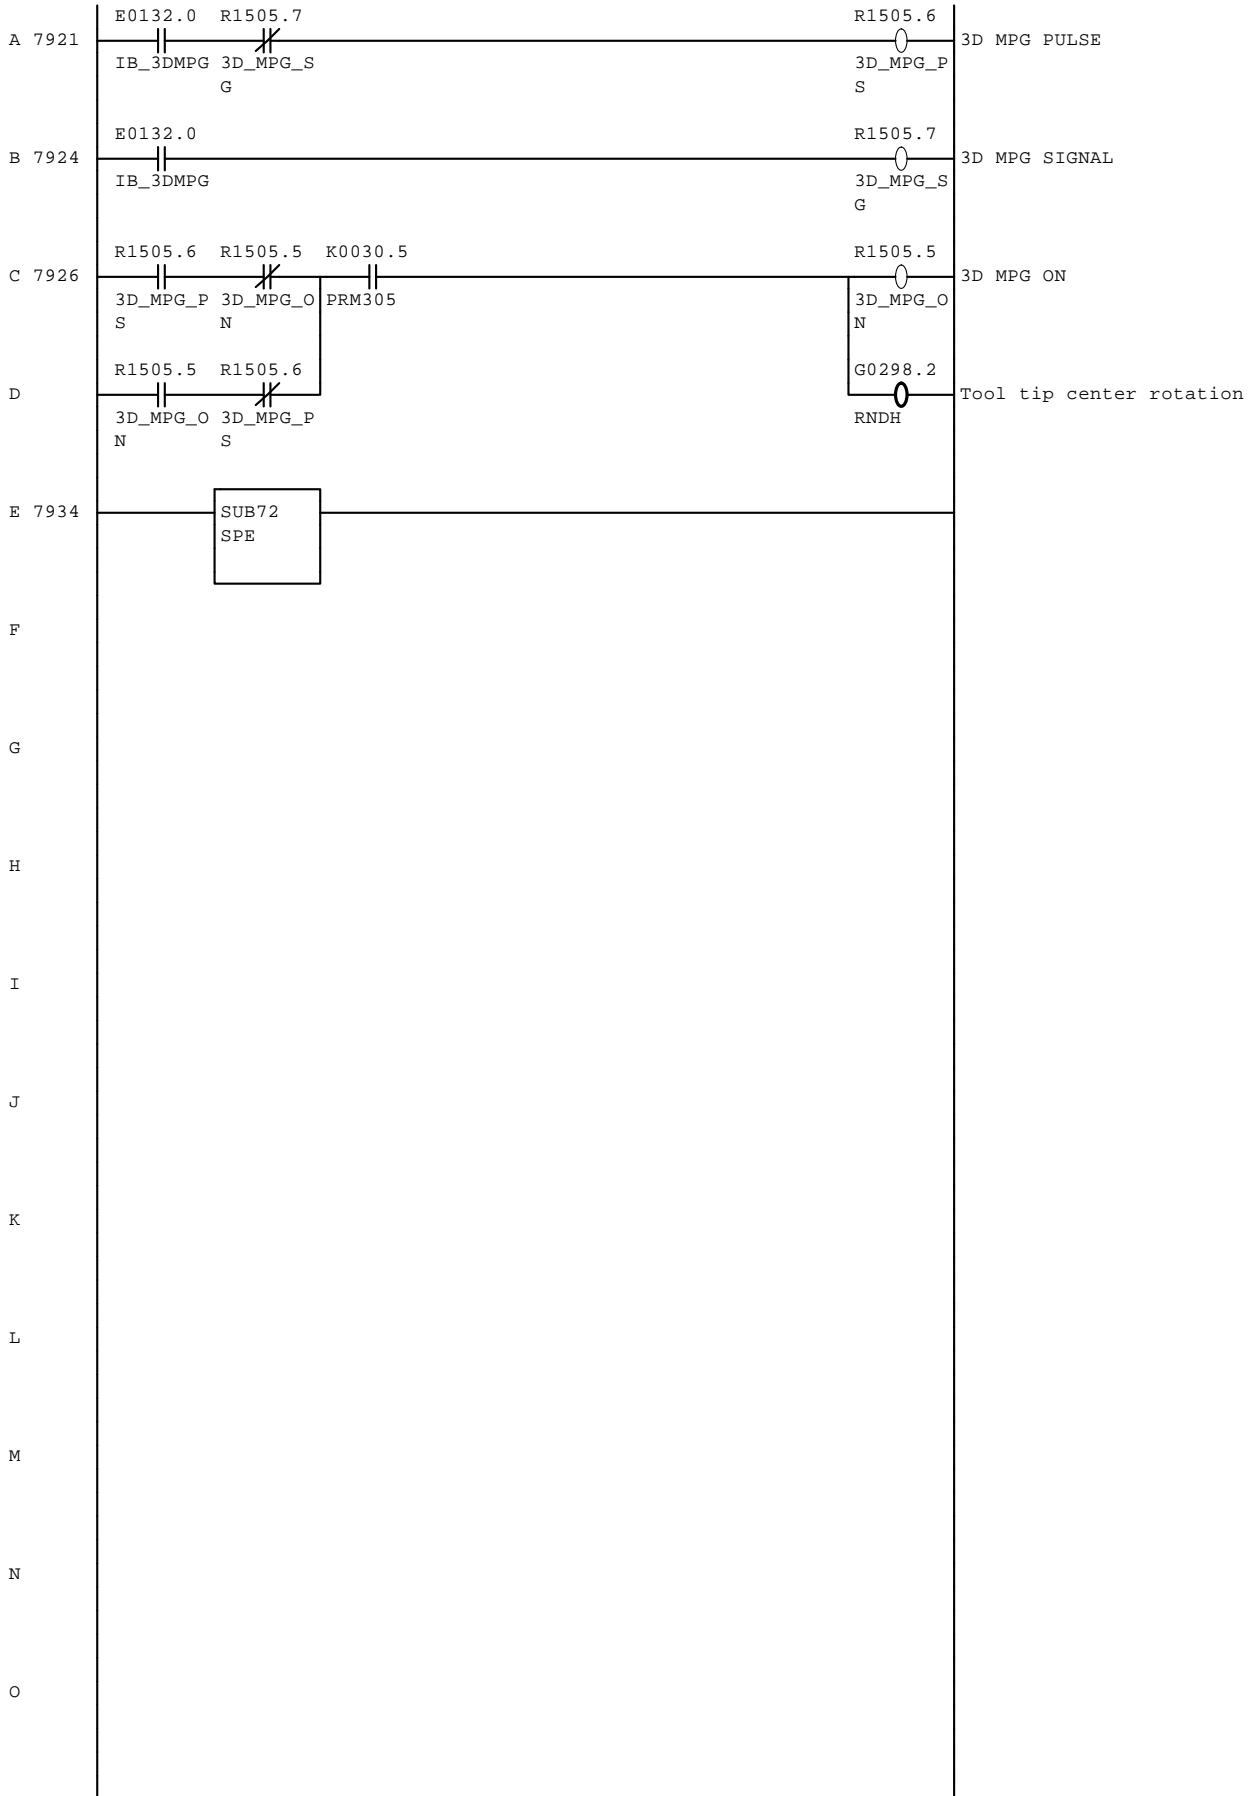 E0132.0 R1505.7 R1505.6
A 7921 3D MPG PULSE
IB_3DMPG 3D_MPG_S 3D_MPG_P
G S
E0132.0 R1505.7
B 7924 3D MPG SIGNAL
IB_3DMPG 3D_MPG_S
G
R1505.6 R1505.5 K0030.5 R1505.5
C 7926 3D MPG ON
3D_MPG_P 3D_MPG_O PRM305 3D_MPG_O
S N N
R1505.5 R1505.6 G0298.2
D Tool tip center rotation
3D_MPG_O 3D_MPG_P RNDH
N S
E 7934 SUB72
SPE
F
G
H
I
J
K
L
M
N
O